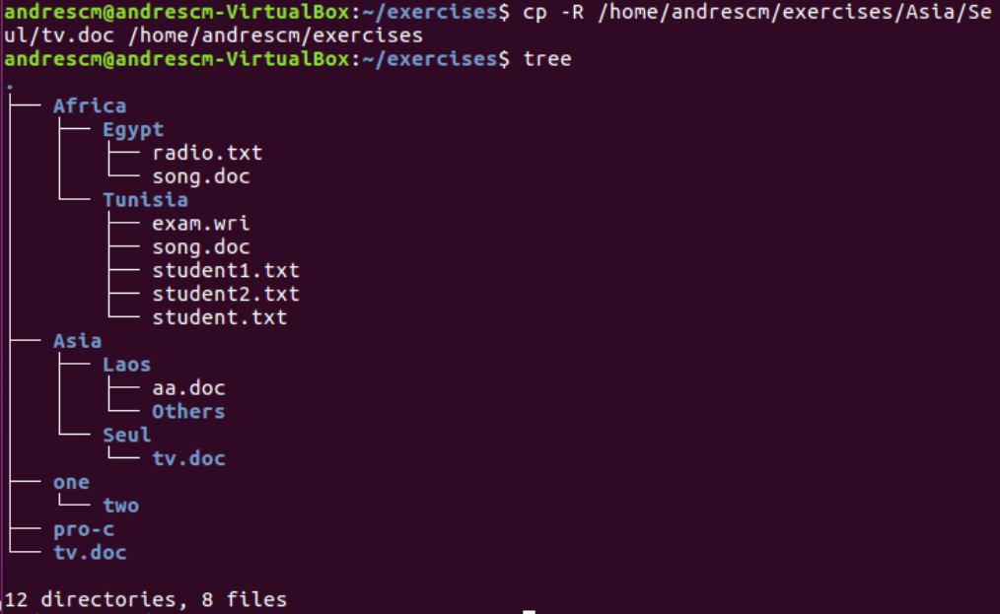 andrescm@andrescm-VirtualBox:~/exercises$ cp -R /home/andrescm/exercises/Asia/Se
ul/tv.doc /home/andrescm/exercises
andrescm@andrescm-VirtualBox:~/exercises$ tree
.
├── Africa
│   ├── Egypt
│   │   ├── radio.txt
│   │   └── song.doc
│   └── Tunisia
│       ├── exam.wri
│       ├── song.doc
│       ├── student1.txt
│       ├── student2.txt
│       └── student.txt
├── Asia
│   ├── Laos
│   │   ├── aa.doc
│   │   └── Others
│   └── Seul
│       └── tv.doc
├── one
│   └── two
├── pro-c
└── tv.doc

12 directories, 8 files